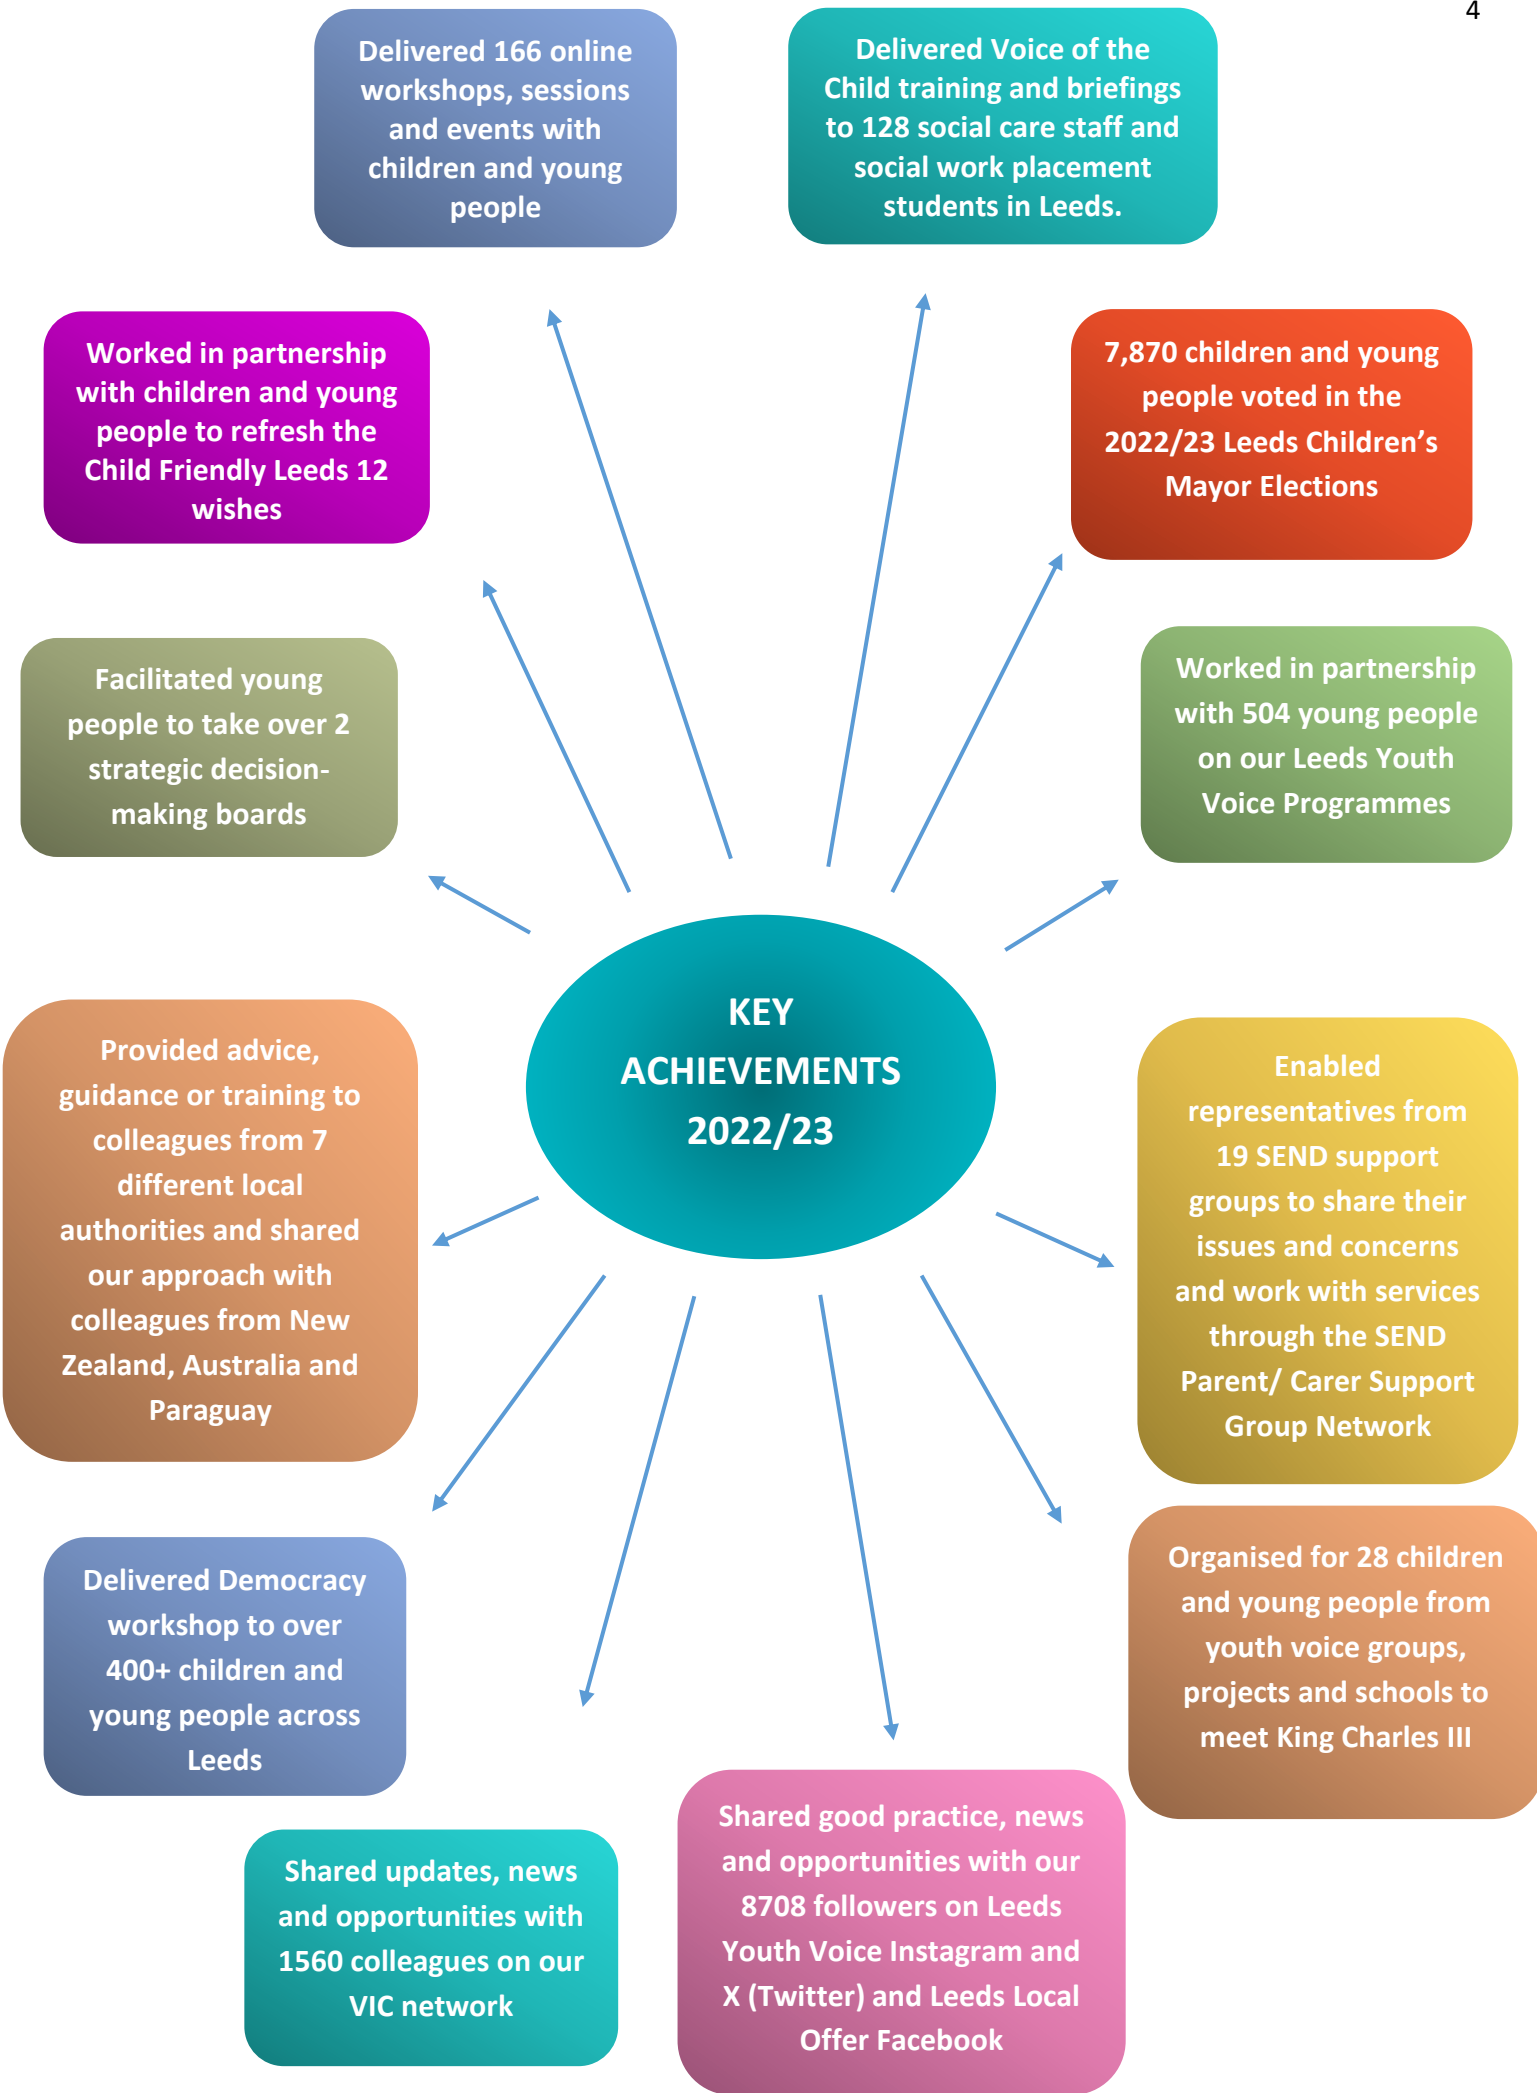 4
Delivered 166 online
workshops, sessions
and events with
children and young
people
Delivered Voice of the
Child training and briefings
to 128 social care staff and
social work placement
students in Leeds.
Worked in partnership
with children and young
people to refresh the
Child Friendly Leeds 12
wishes
7,870 children and young
people voted in the
2022/23 Leeds Children’s
Mayor Elections
Facilitated young
people to take over 2
strategic decision-
making boards
Worked in partnership
with 504 young people
on our Leeds Youth
Voice Programmes
KEY
ACHIEVEMENTS
2022/23
Provided advice,
guidance or training to
colleagues from 7
different local
authorities and shared
our approach with
colleagues from New
Zealand, Australia and
Paraguay
Enabled
representatives from
19 SEND support
groups to share their
issues and concerns
and work with services
through the SEND
Parent/ Carer Support
Group Network
Delivered Democracy
workshop to over
400+ children and
young people across
Leeds
Organised for 28 children
and young people from
youth voice groups,
projects and schools to
meet King Charles III
Shared updates, news
and opportunities with
1560 colleagues on our
VIC network
Shared good practice, news
and opportunities with our
8708 followers on Leeds
Youth Voice Instagram and
X (Twitter) and Leeds Local
Offer Facebook